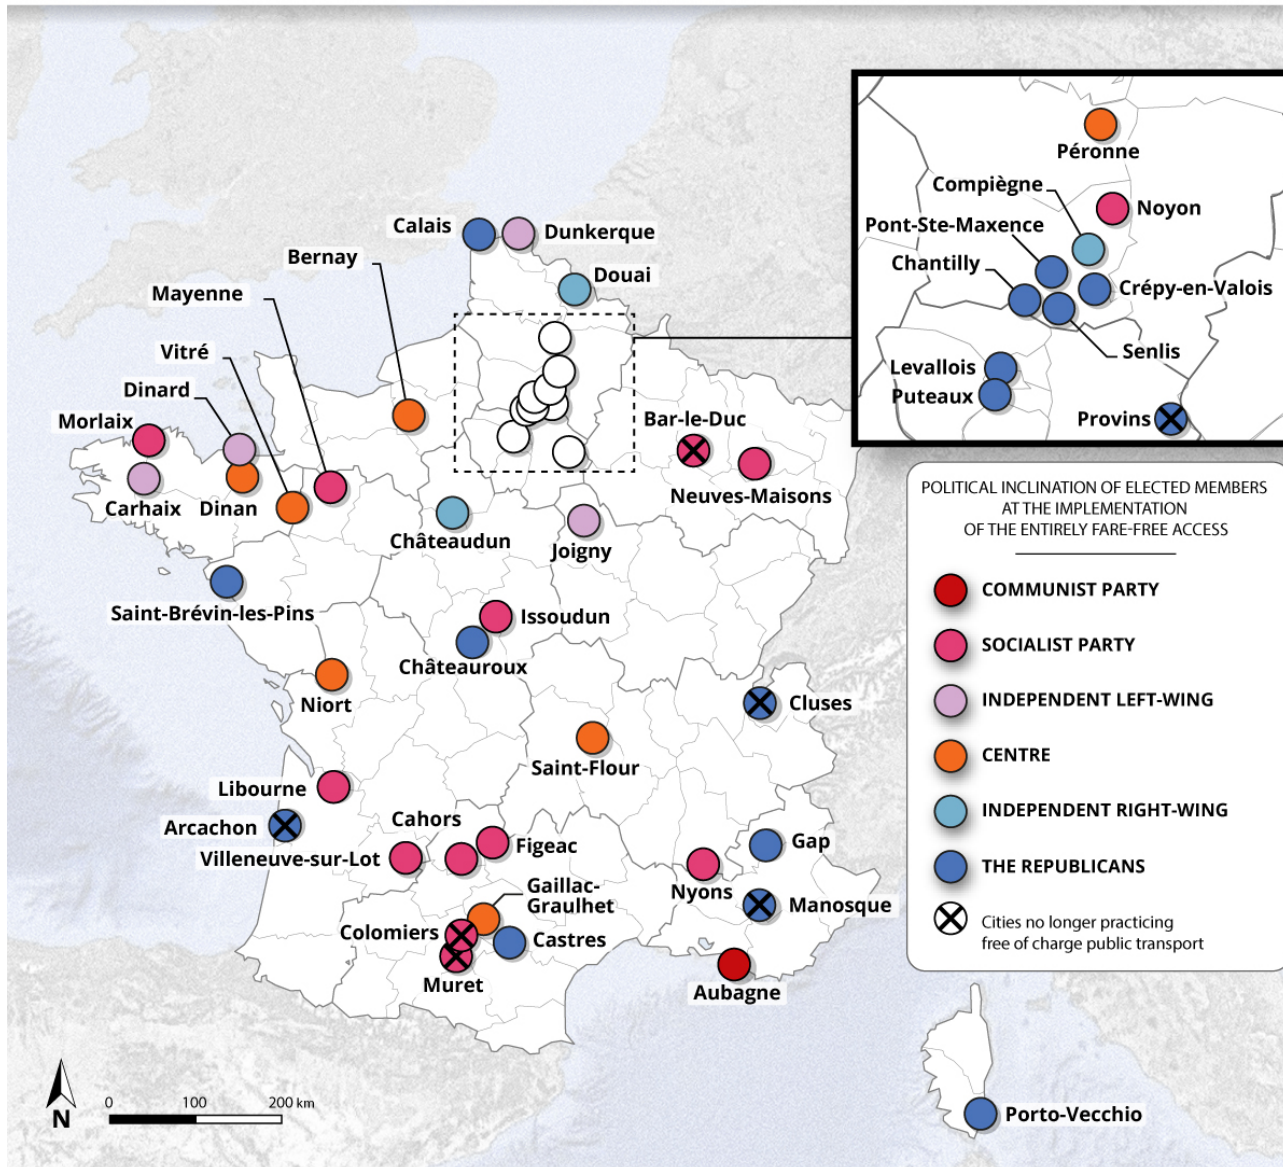 Péronne
Compiègne
Noyon
Pont-Ste-Maxence
Chantilly
Crépy-en-Valois
Senlis
Levallois
Puteaux
Provins
Calais
Dunkerque
Bernay
Douai
Mayenne
Vitré
Dinard
Morlaix
Bar-le-Duc
Neuves-Maisons
Carhaix
Dinan
Châteaudun
Joigny
Saint-Brévin-les-Pins
Issoudun
Châteauroux
Niort
Cluses
Saint-Flour
Libourne
Arcachon
Cahors
Villeneuve-sur-Lot
Figeac
Gap
Nyons
Gaillac-
Graulhet
Manosque
Colomiers
Castres
Muret
Aubagne
Porto-Vecchio
POLITICAL INCLINATION OF ELECTED MEMBERS
AT THE IMPLEMENTATION
OF THE ENTIRELY FARE-FREE ACCESS
COMMUNIST PARTY
SOCIALIST PARTY
INDEPENDENT LEFT-WING
CENTRE
INDEPENDENT RIGHT-WING
THE REPUBLICANS
Cities no longer practicing
free of charge public transport
N
0 100 200 km